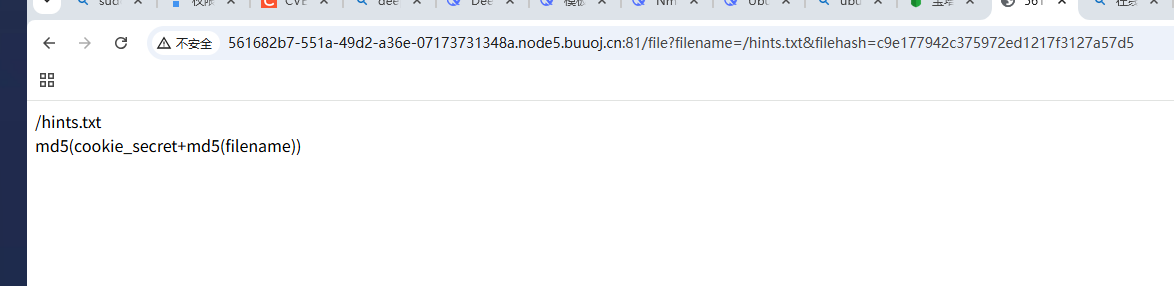 sud
权限
CVE
dee
Dee
模板
Nm
Ubu
ubu
宝塔
561
在线
不安全 561682b7-551a-49d2-a36e-07173731348a.node5.buuoj.cn:81/file?filename=/hints.txt&filehash=c9e177942c375972ed1217f3127a57d5
/hints.txt
md5(cookie_secret+md5(filename))